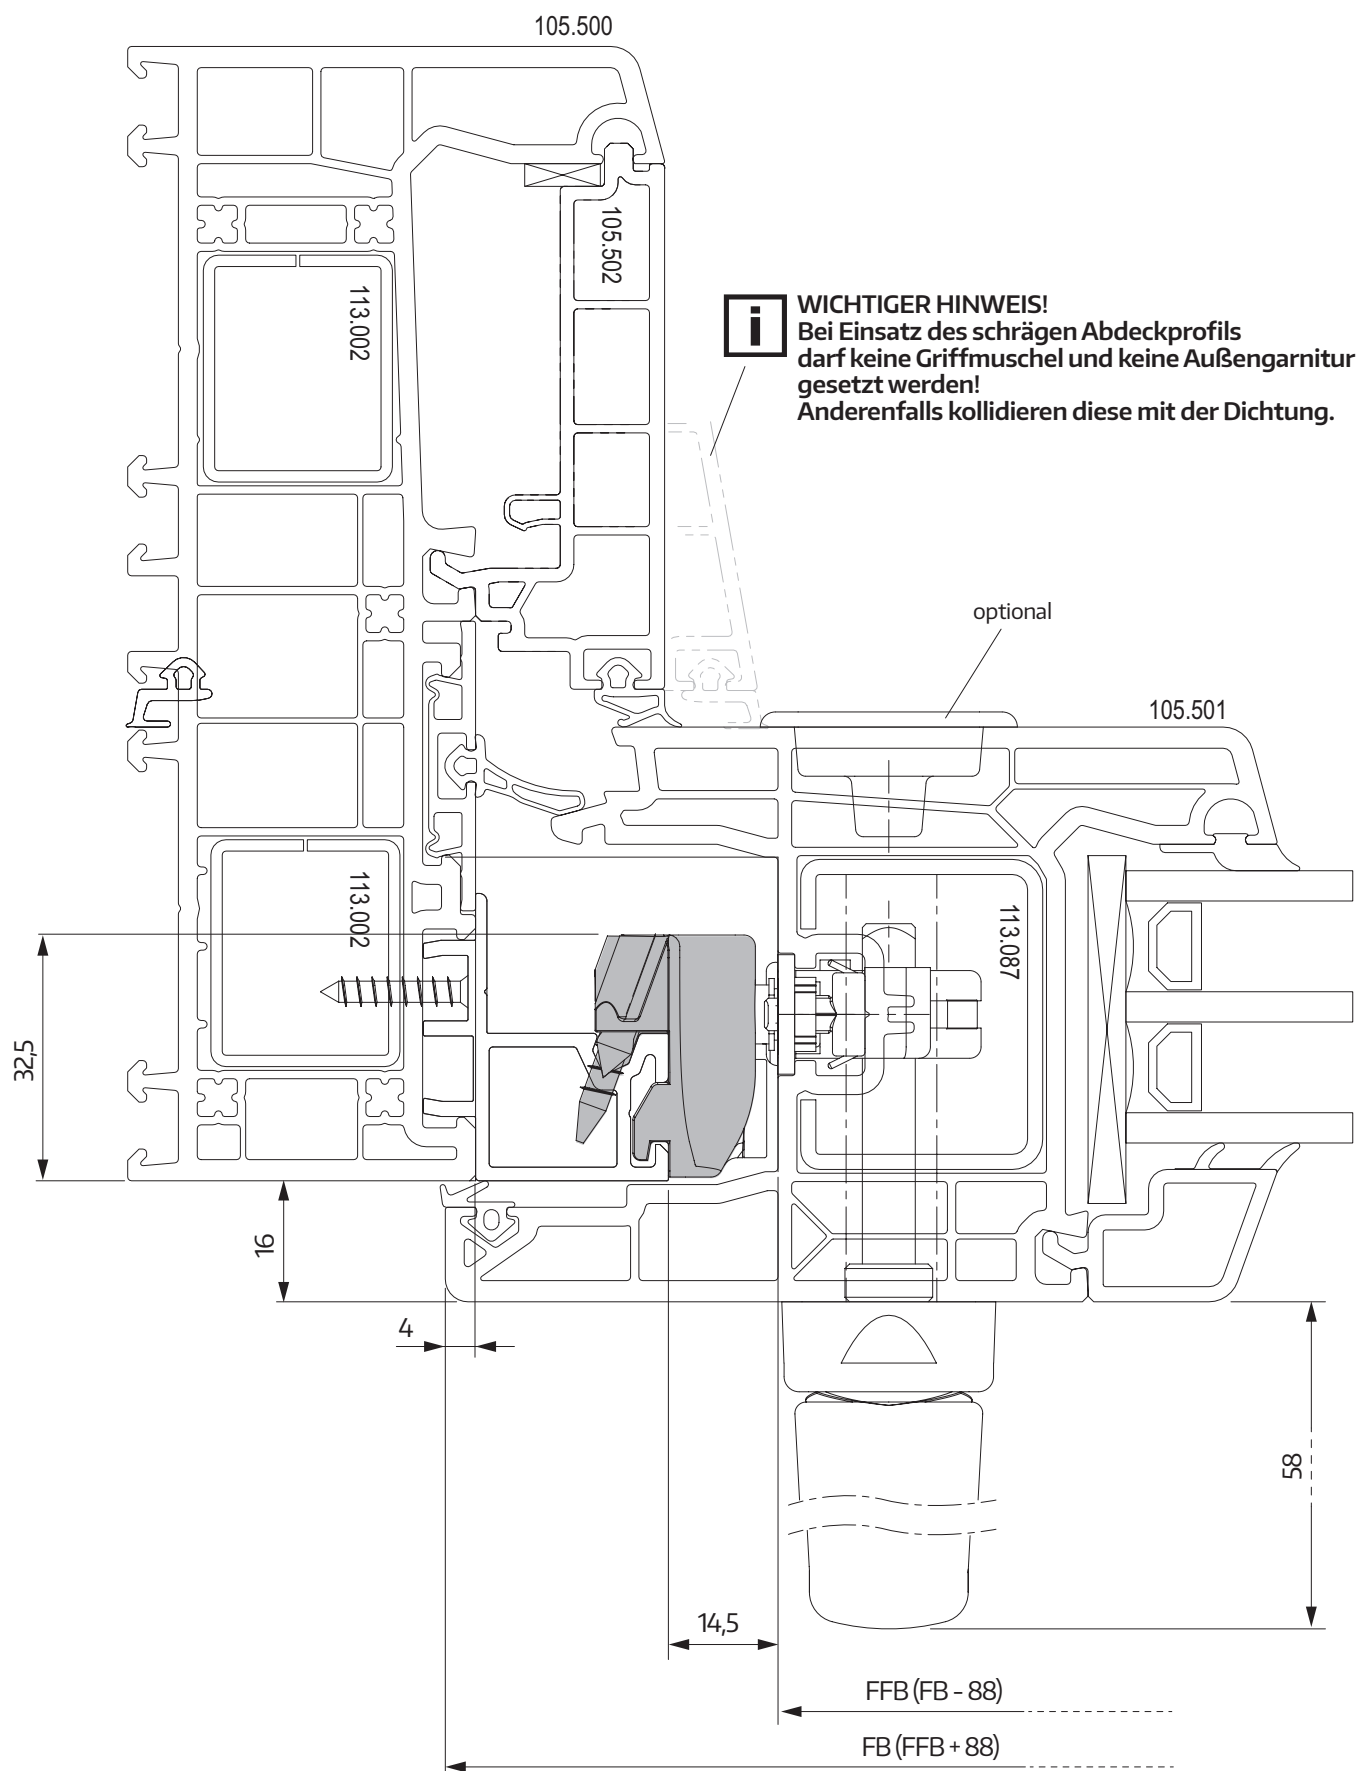 105.500
105.502
113.002
i
WICHTIGER HINWEIS!
Bei Einsatz des schrägen Abdeckprofils
darf keine Griffmuschel und keine Außengarnitur
gesetzt werden!
Anderenfalls kollidieren diese mit der Dichtung.
optional
105.501
113.002
113.087
32,5
16
4
58
14,5
FFB (FB - 88)
FB (FFB + 88)